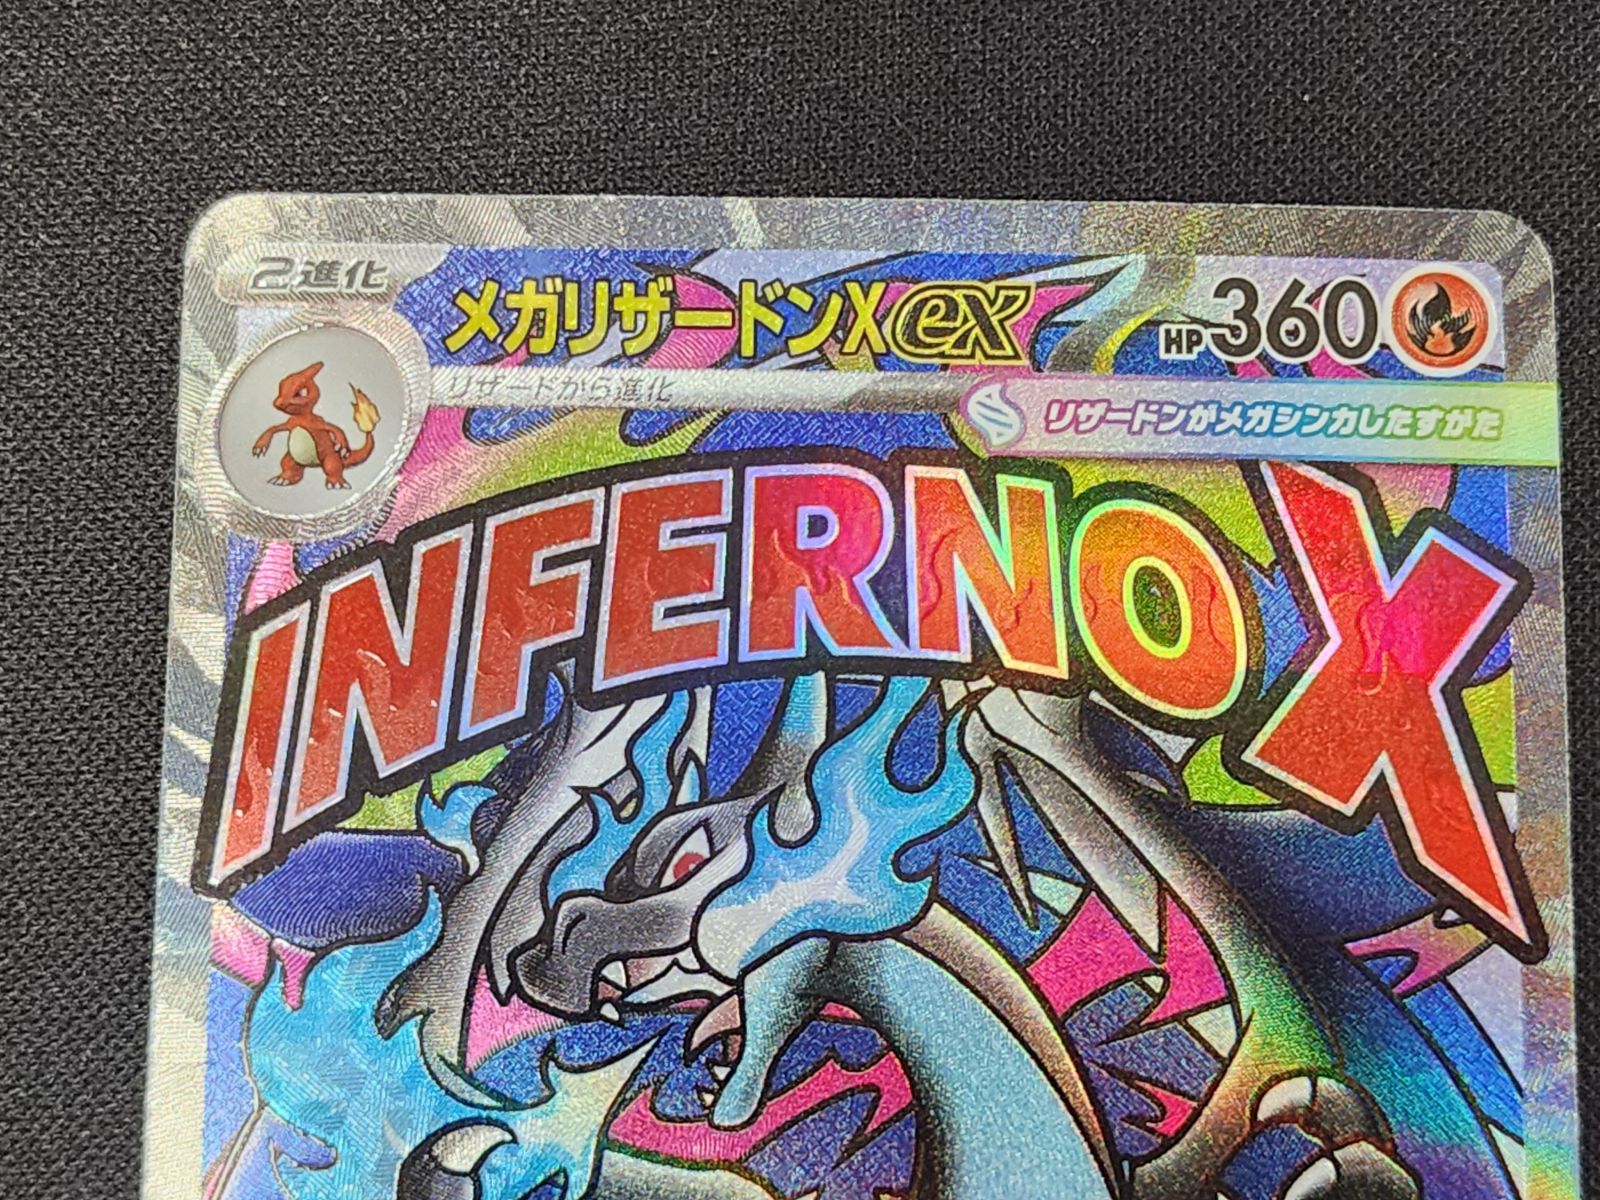 2進化
メガリザードンXex HP360
リザードから進化
リザードンがメガシンカしたすがた
INFERNO X